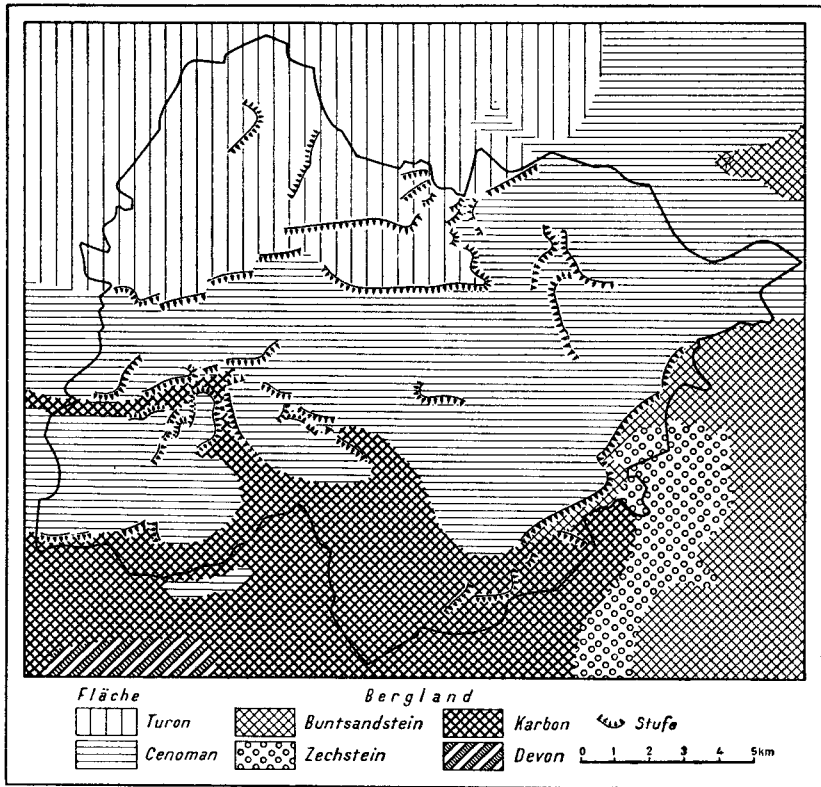 Fläche Bergland
Turon Buntsandstein Karbon Stufe
Cenoman Zechstein Devon 0 1 2 3 4 5km